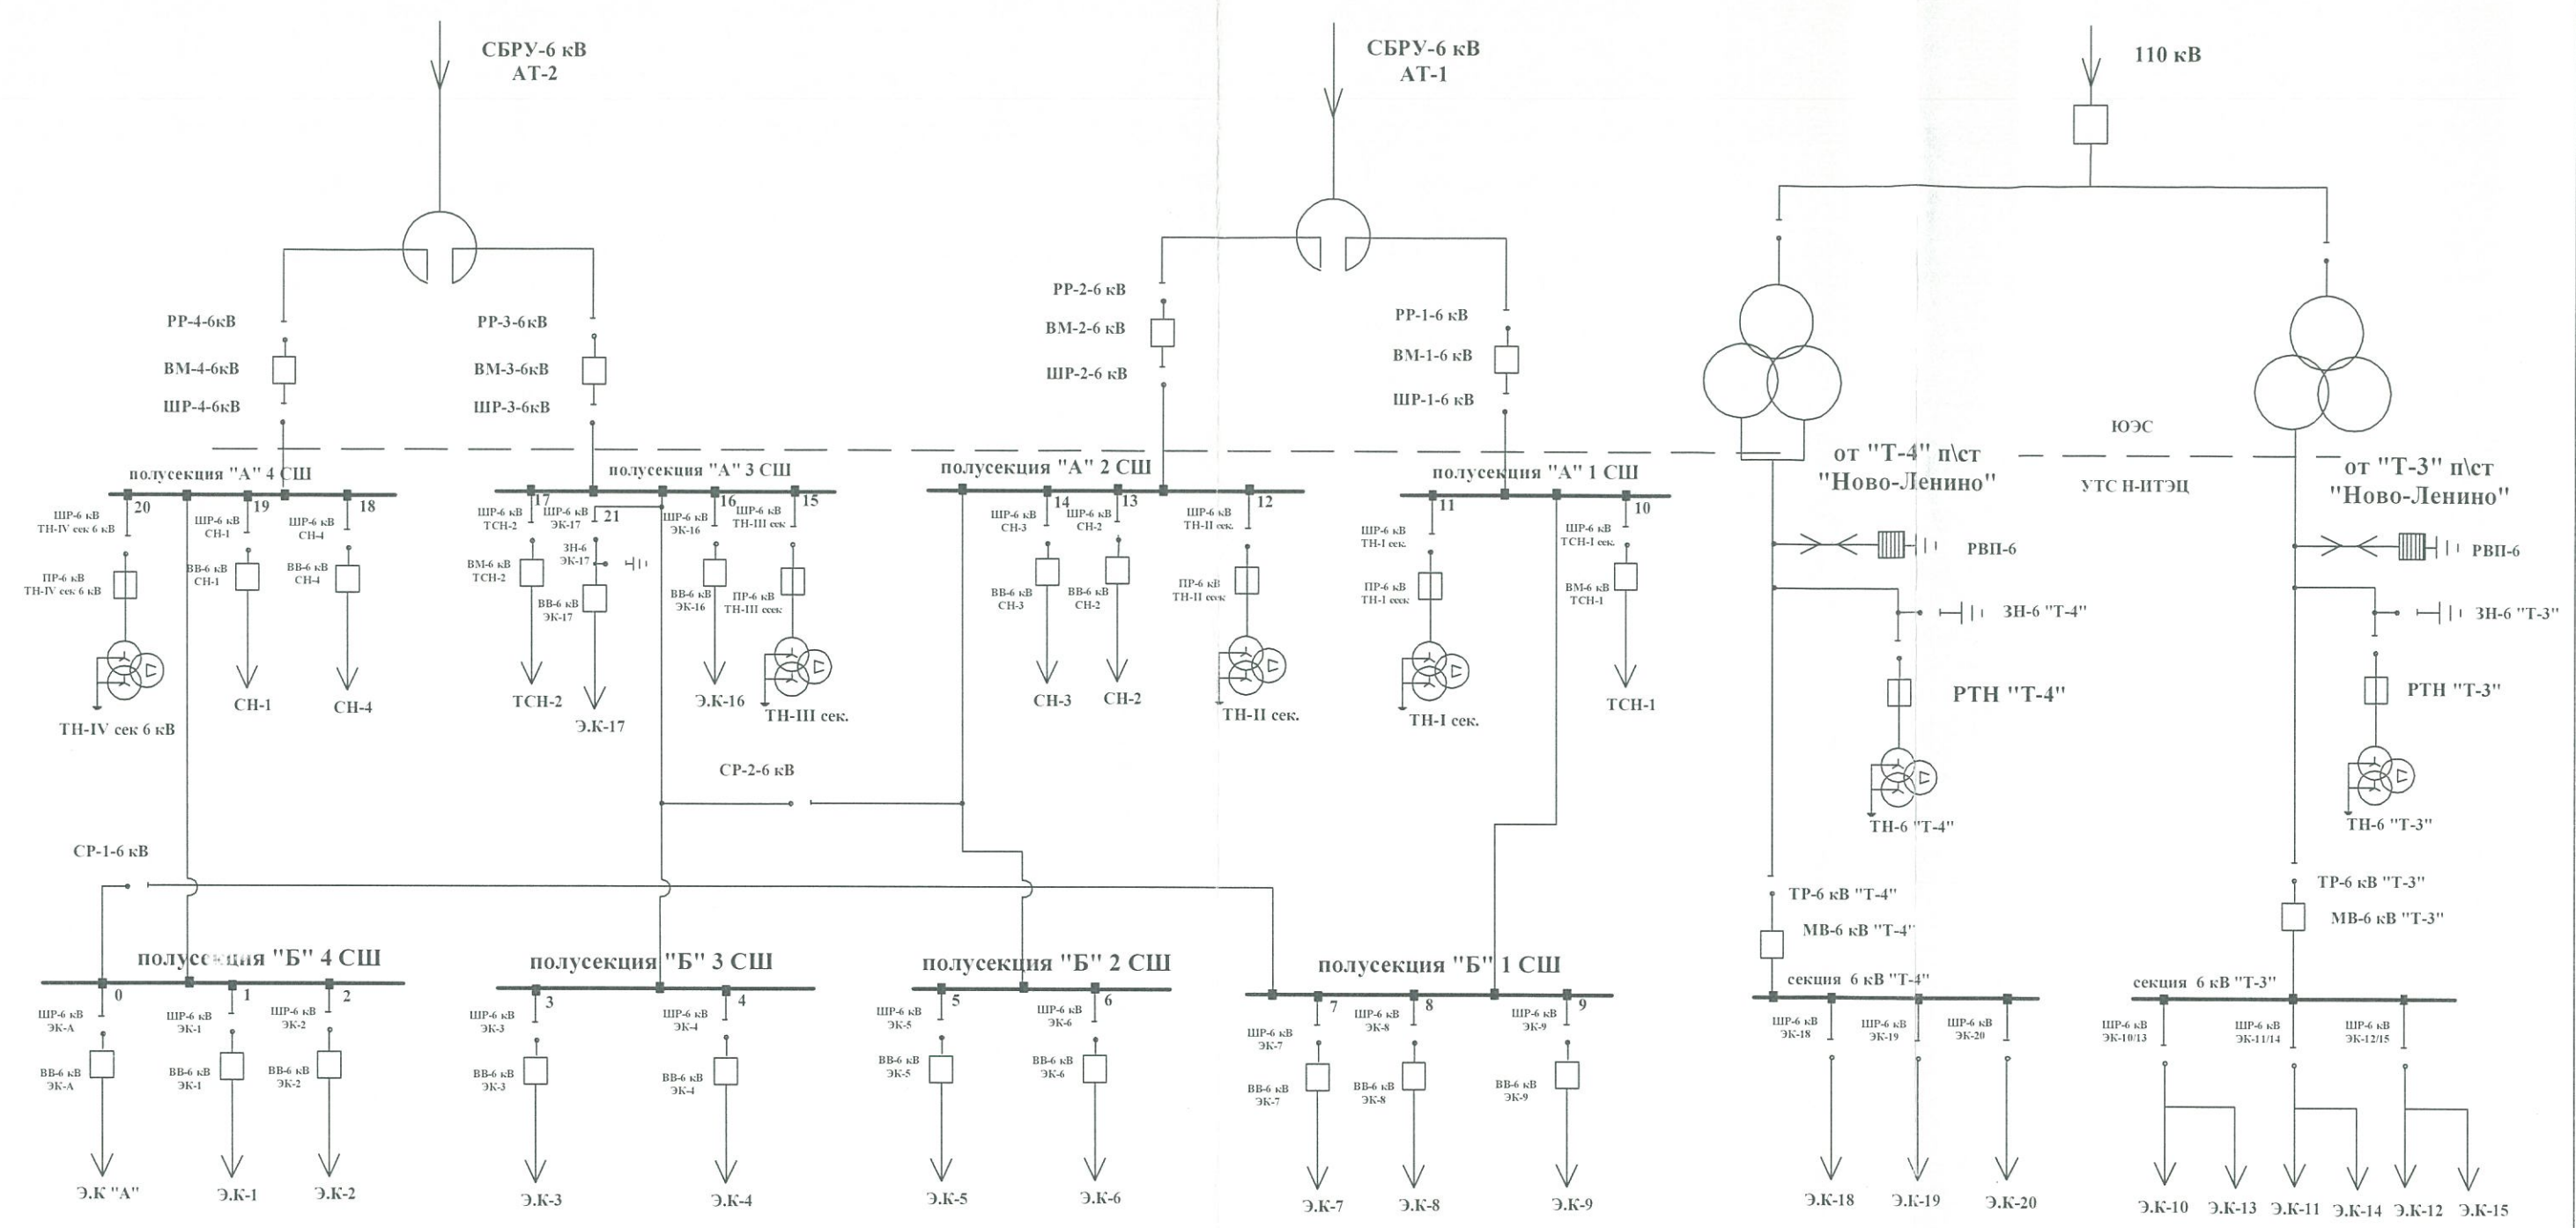 СБРУ-6 кВ
АТ-2
СБРУ-6 кВ
АТ-1
110 кВ
РР-4-6кВ
ВМ-4-6кВ
ШР-4-6кВ
РР-3-6кВ
ВМ-3-6кВ
ШР-3-6кВ
РР-2-6 кВ
ВМ-2-6 кВ
ШР-2-6 кВ
РР-1-6 кВ
ВМ-1-6 кВ
ШР-1-6 кВ
ЮЭС
УТС Н-ИТЭЦ
полусекция "А" 4 СШ
20
19
18
ШР-6 кВ
ТН-IV сек 6 кВ
ПР-6 кВ
ТН-IV сек 6 кВ
ТН-IV сек 6 кВ
ШР-6 кВ
СН-1
ВВ-6 кВ
СН-1
СН-1
ШР-6 кВ
СН-4
ВВ-6 кВ
СН-4
СН-4
полусекция "А" 3 СШ
17
21
16
15
ШР-6 кВ
ТСН-2
ВМ-6 кВ
ТСН-2
ТСН-2
ШР-6 кВ
ЭК-17
ЗН-6
ЭК-17
ВВ-6 кВ
ЭК-17
Э.К-17
ШР-6 кВ
ЭК-16
ВВ-6 кВ
ЭК-16
Э.К-16
ШР-6 кВ
ТН-III сек
ПР-6 кВ
ТН-III сек
ТН-III сек.
полусекция "А" 2 СШ
14
13
12
ШР-6 кВ
СН-3
ВВ-6 кВ
СН-3
СН-3
ШР-6 кВ
СН-2
ВВ-6 кВ
СН-2
СН-2
ШР-6 кВ
ТН-II сек.
ПР-6 кВ
ТН-II сек
ТН-II сек.
полусекция "А" 1 СШ
11
10
ШР-6 кВ
ТН-I сек.
ПР-6 кВ
ТН-I сек
ТН-I сек.
ШР-6 кВ
ТСН-I сек.
ВМ-6 кВ
ТСН-1
ТСН-1
от "Т-4" п\ст
"Ново-Ленино"
РВП-6
ЗН-6 "Т-4"
РТН "Т-4"
ТН-6 "Т-4"
от "Т-3" п\ст
"Ново-Ленино"
РВП-6
ЗН-6 "Т-3"
РТН "Т-3"
ТН-6 "Т-3"
СР-2-6 кВ
СР-1-6 кВ
ТР-6 кВ "Т-4"
МВ-6 кВ "Т-4"
ТР-6 кВ "Т-3"
МВ-6 кВ "Т-3"
полусекция "Б" 4 СШ
0
1
2
ШР-6 кВ
ЭК-А
ВВ-6 кВ
ЭК-А
Э.К "А"
ШР-6 кВ
ЭК-1
ВВ-6 кВ
ЭК-1
Э.К-1
ШР-6 кВ
ЭК-2
ВВ-6 кВ
ЭК-2
Э.К-2
полусекция "Б" 3 СШ
3
4
ШР-6 кВ
ЭК-3
ВВ-6 кВ
ЭК-3
Э.К-3
ШР-6 кВ
ЭК-4
ВВ-6 кВ
ЭК-4
Э.К-4
полусекция "Б" 2 СШ
5
6
ШР-6 кВ
ЭК-5
ВВ-6 кВ
ЭК-5
Э.К-5
ШР-6 кВ
ЭК-6
ВВ-6 кВ
ЭК-6
Э.К-6
полусекция "Б" 1 СШ
7
8
9
ШР-6 кВ
ЭК-7
ВВ-6 кВ
ЭК-7
Э.К-7
ШР-6 кВ
ЭК-8
ВВ-6 кВ
ЭК-8
Э.К-8
ШР-6 кВ
ЭК-9
ВВ-6 кВ
ЭК-9
Э.К-9
секция 6 кВ "Т-4"
ШР-6 кВ
ЭК-18
Э.К-18
ШР-6 кВ
ЭК-19
Э.К-19
ШР-6 кВ
ЭК-20
Э.К-20
секция 6 кВ "Т-3"
ШР-6 кВ
ЭК-10/13
Э.К-10
Э.К-13
ШР-6 кВ
ЭК-11/14
Э.К-11
Э.К-14
ШР-6 кВ
ЭК-12/15
Э.К-12
Э.К-15